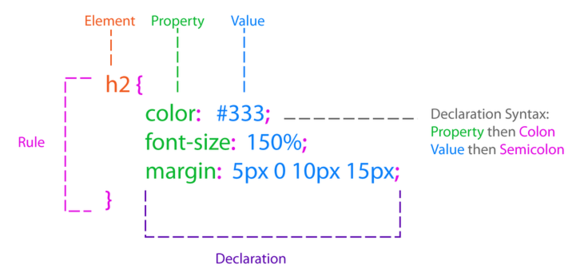 Element Property Value
h2 {
color: #333;
font-size: 150%;
margin: 5px 0 10px 15px;
}
Rule
Declaration Syntax:
Property then Colon
Value then Semicolon
Declaration